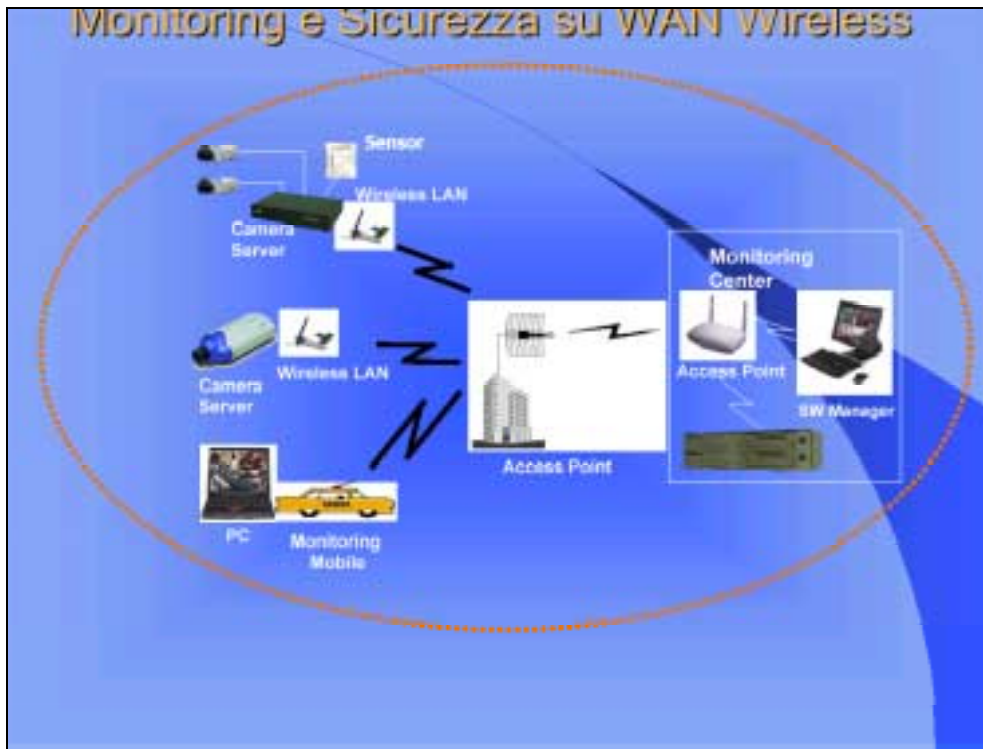 Monitoring e Sicurezza su WAN Wireless
Sensor
Wireless LAN
Camera
Server
Monitoring
Center
Wireless LAN
Camera
Server
Access Point
SW Manager
Access Point
PC
Monitoring
Mobile